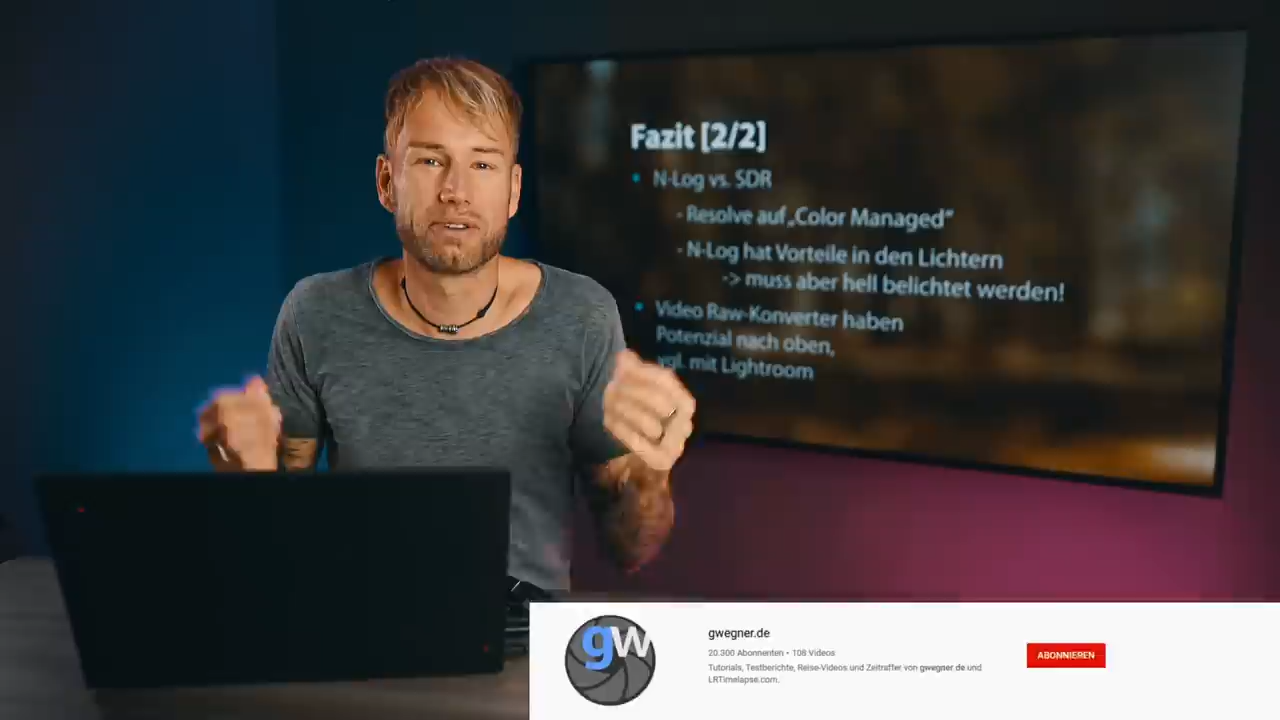 Fazit [2/2]
• N-Log vs. SDR
- Resolve auf „Color Managed“
- N-Log hat Vorteile in den Lichtern
-> muss aber hell belichtet werden!
• Video Raw-Konverter haben
Potenzial nach oben,
vgl. mit Lightroom
gw
gwegner.de
20.300 Abonnenten • 108 Videos
Tutorials, Testberichte, Reise-Videos und Zeitraffer von gwegner.de und
LRTimelapse.com.
ABONNIEREN